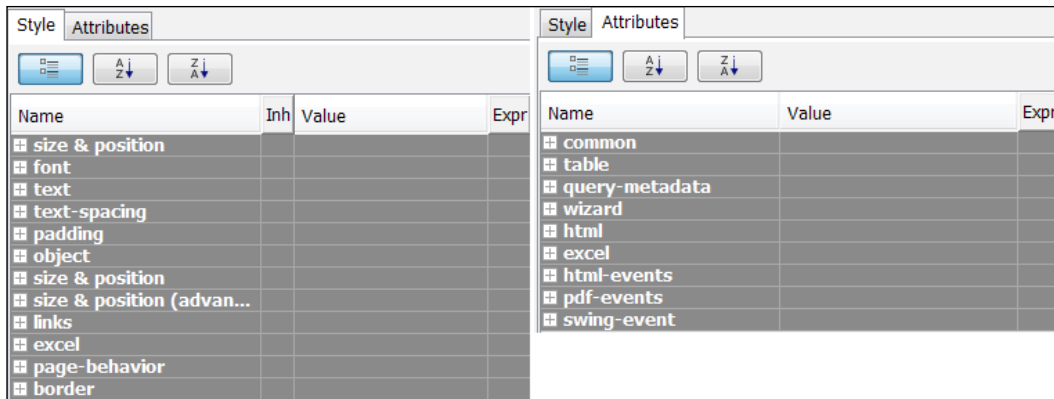 Style Attributes
A Z Z A
Name Inh Value Expr
size & position
font
text
text-spacing
padding
object
size & position
size & position (advan...
links
excel
page-behavior
border
Style Attributes
A Z Z A
Name Value Expr
common
table
query-metadata
wizard
html
excel
html-events
pdf-events
swing-event